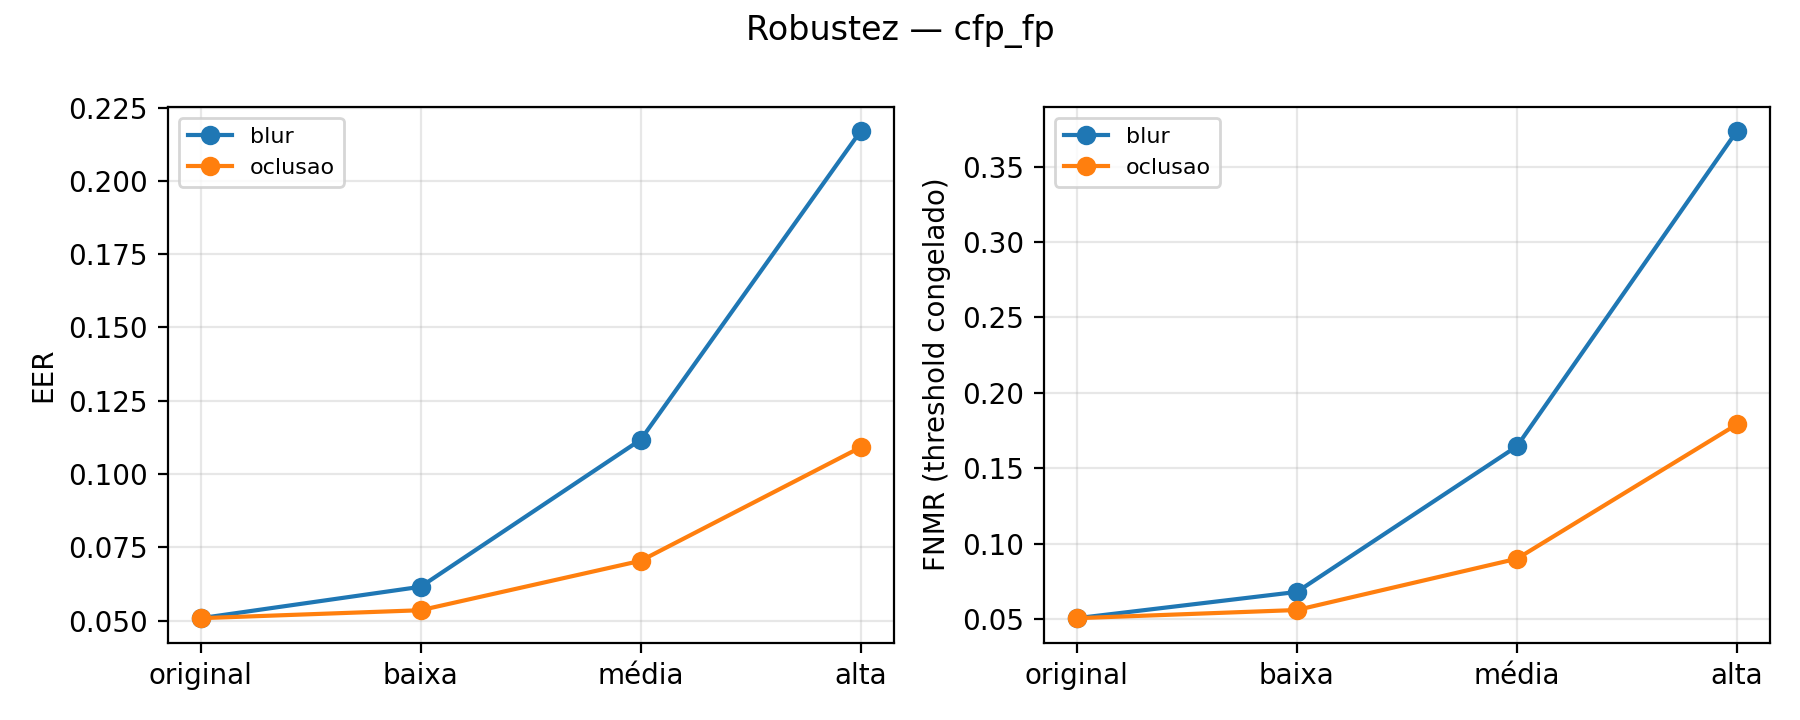 Robustez — cfp_fp
EER
0.225
0.200
0.175
0.150
0.125
0.100
0.075
0.050
blur
oclusao
original
baixa
média
alta
FNMR (threshold congelado)
0.35
0.30
0.25
0.20
0.15
0.10
0.05
blur
oclusao
original
baixa
média
alta